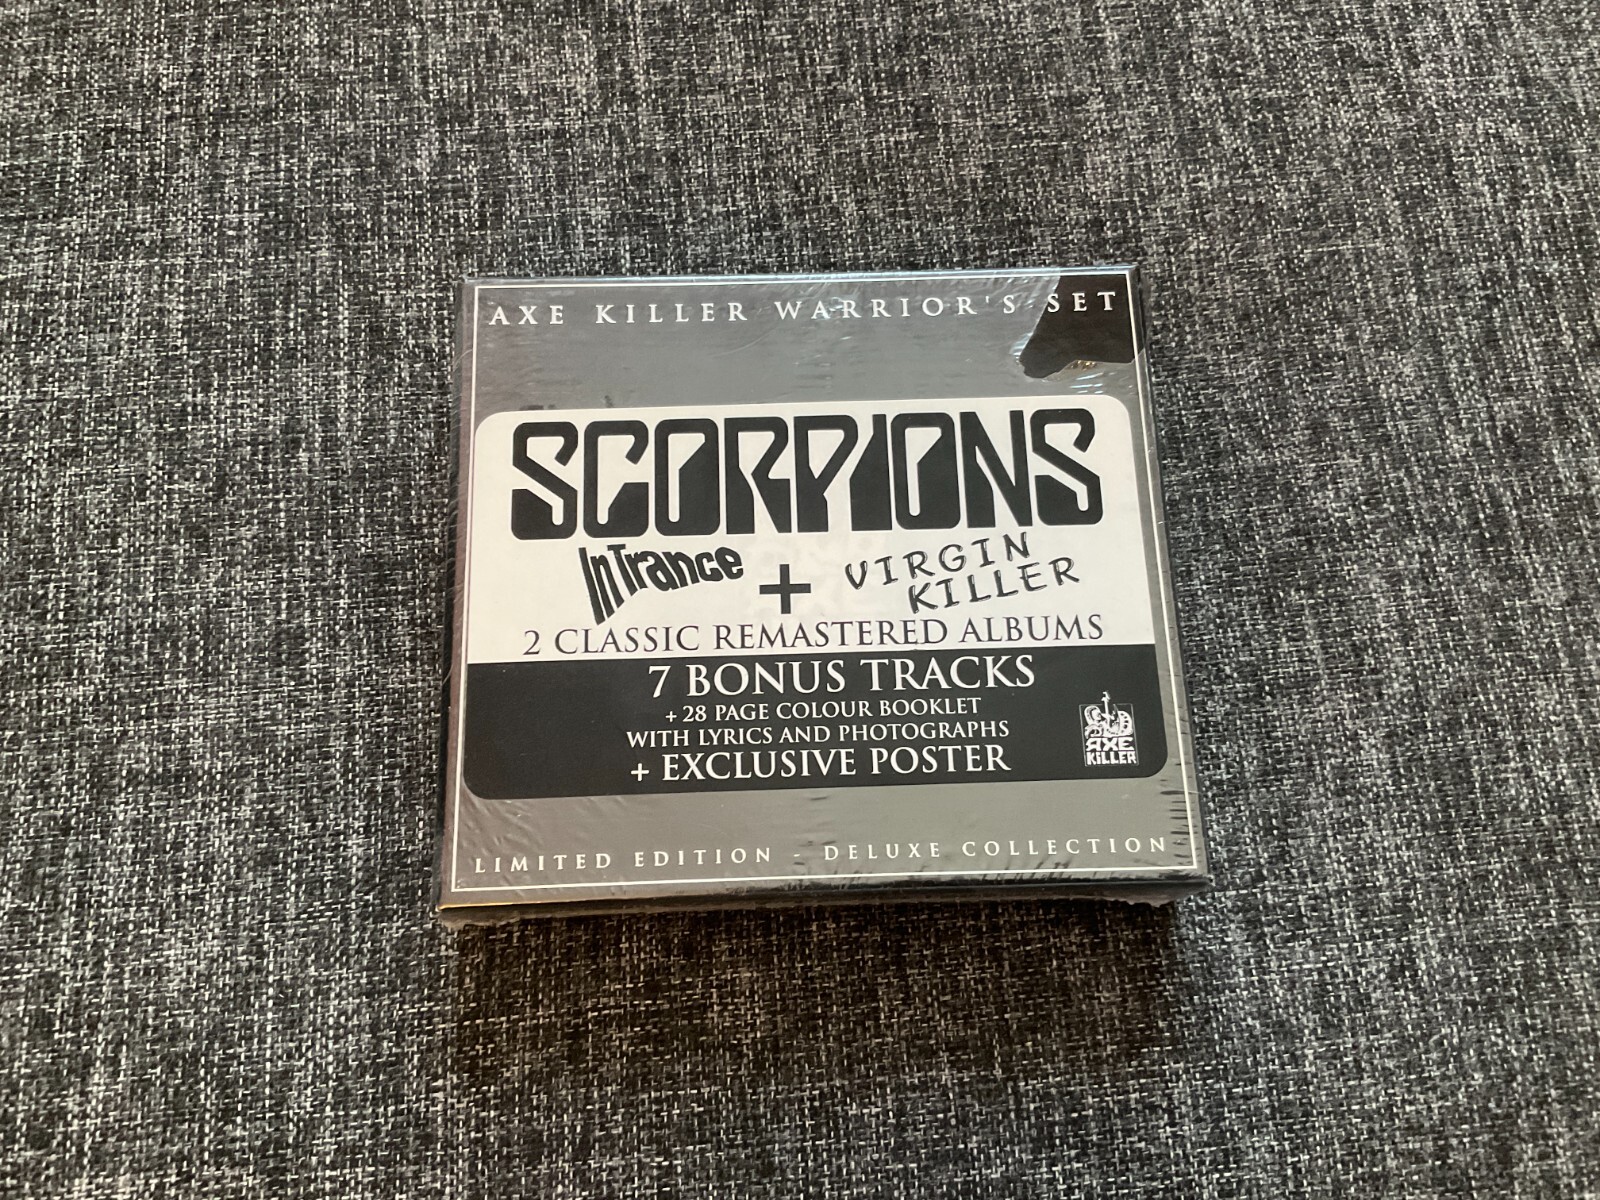 AXE KILLER WARRIOR'S SET
SCORPIONS
In Trance + VIRGIN KILLER
2 CLASSIC REMASTERED ALBUMS
7 BONUS TRACKS
+ 28 PAGE COLOUR BOOKLET
WITH LYRICS AND PHOTOGRAPHS
+ EXCLUSIVE POSTER
AXE
KILLER
LIMITED EDITION - DELUXE COLLECTION